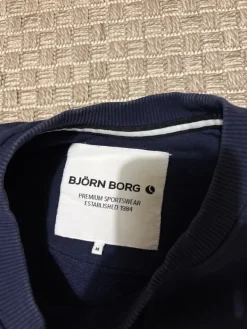 BJÖRN BORG
PREMIUM SPORTSWEAR
ESTABLISHED 1984
M